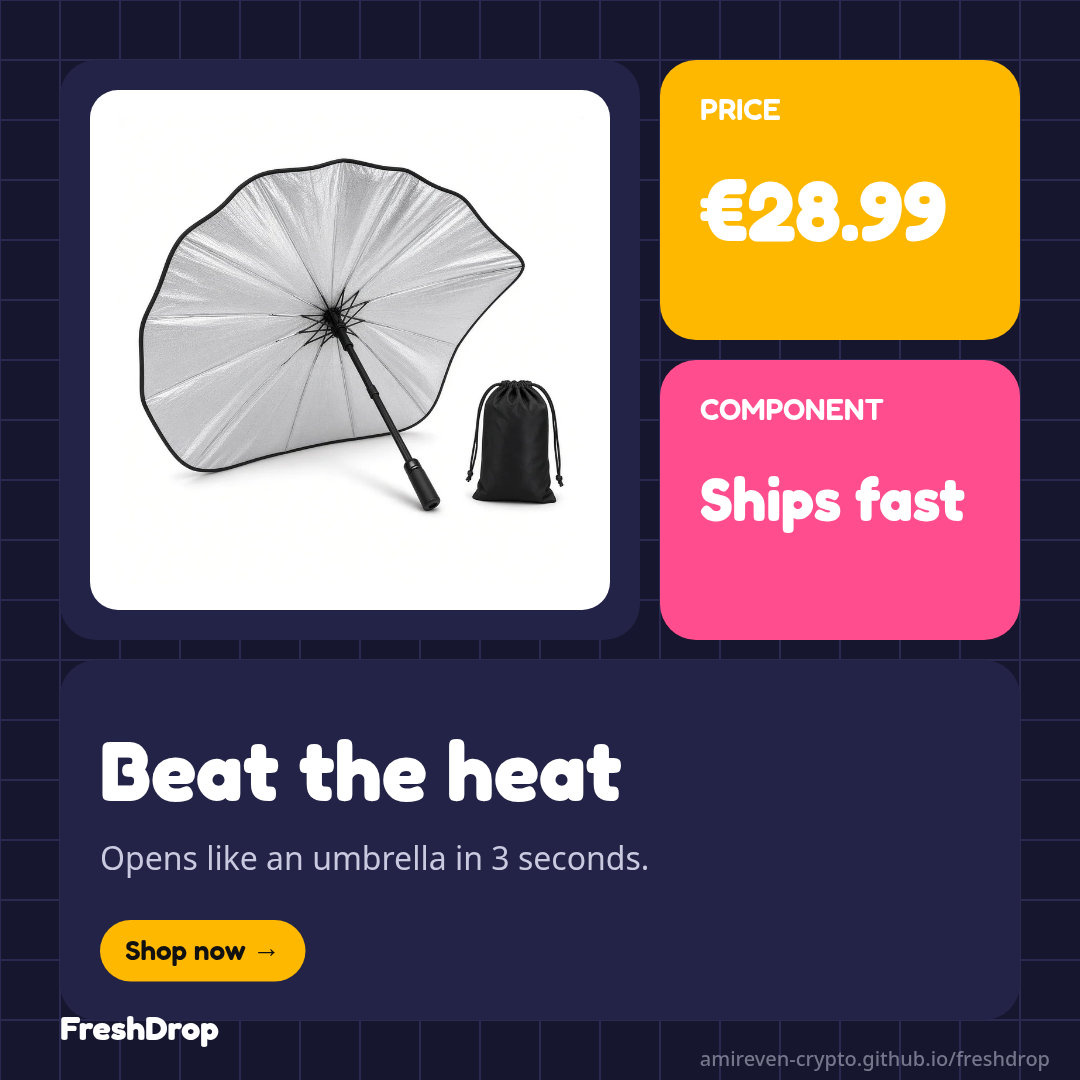 PRICE
€28.99
COMPONENT
Ships fast
Beat the heat
Opens like an umbrella in 3 seconds.
Shop now →
FreshDrop
amireven-crypto.github.io/freshdrop